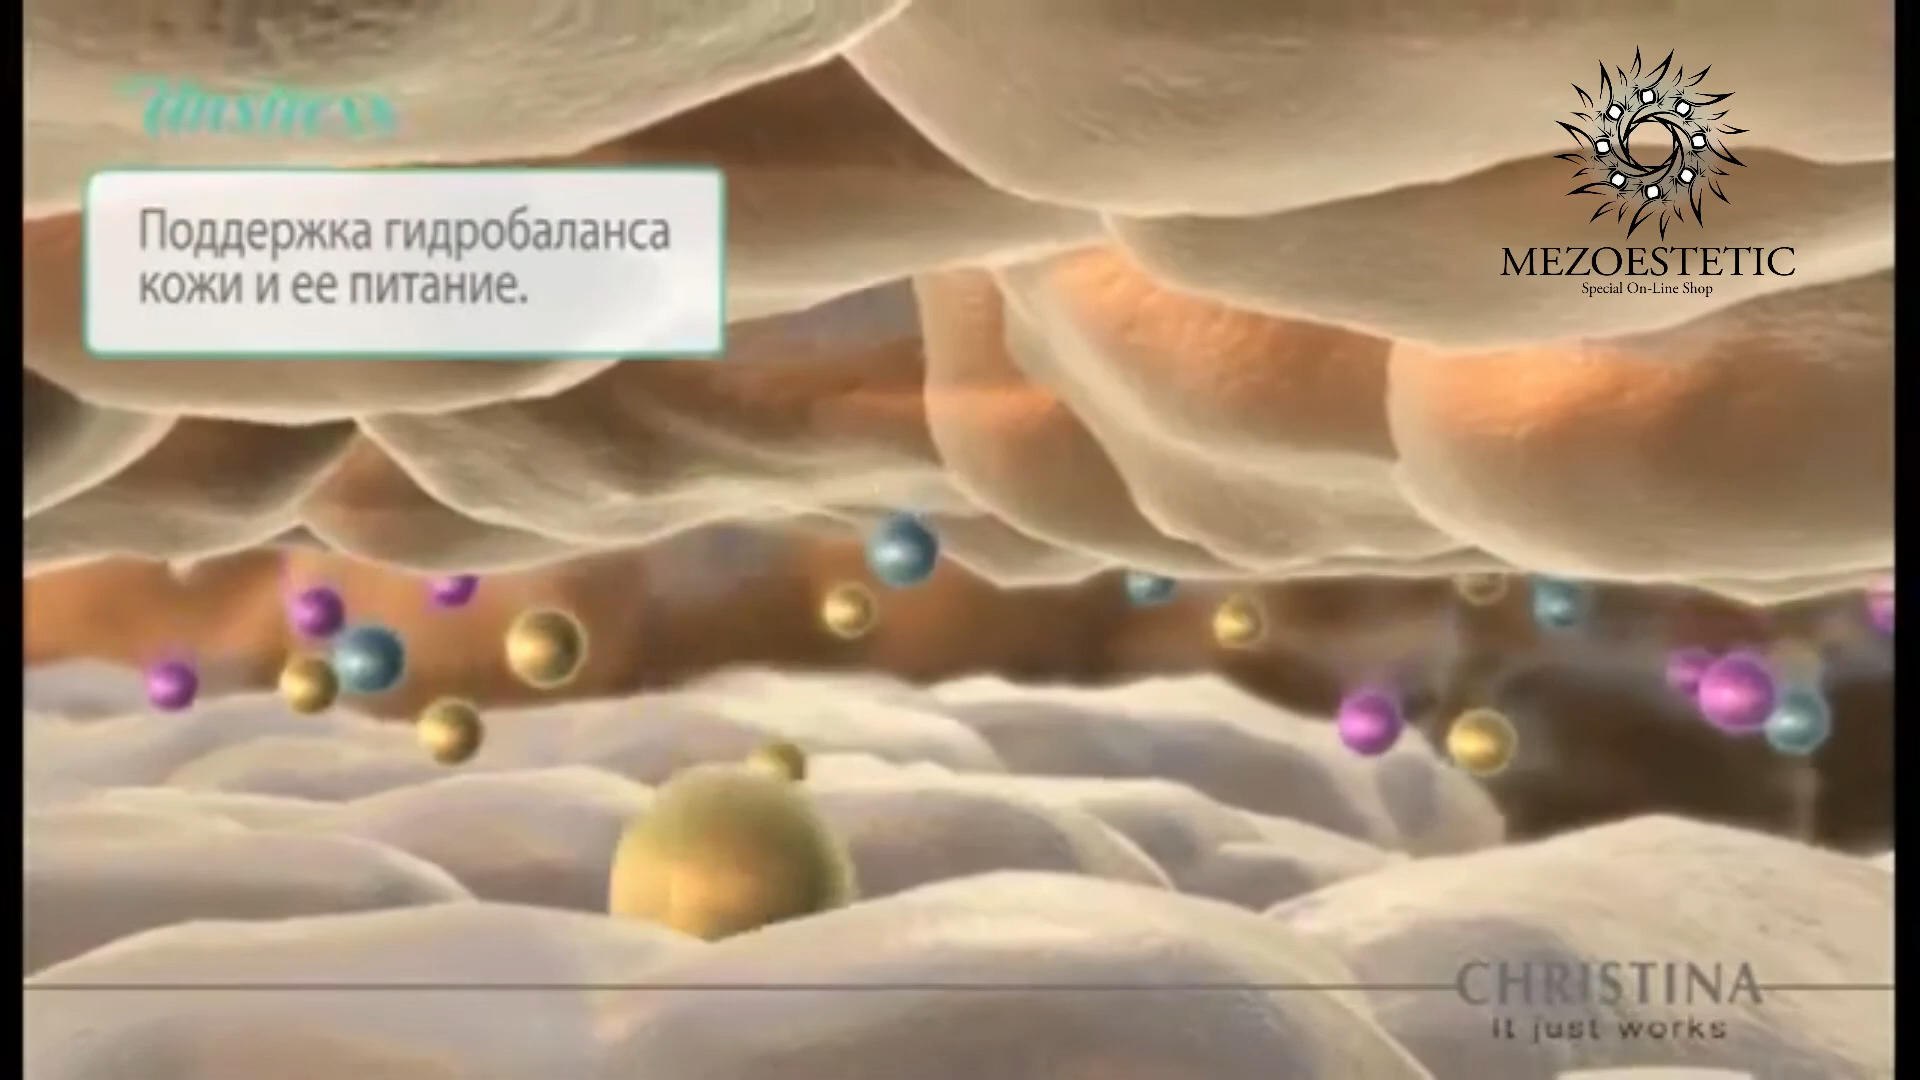 Поддержка гидробаланса
кожи и ее питание.
MEZOESTETIC
Special On-Line Shop
CHRISTINA
it just works